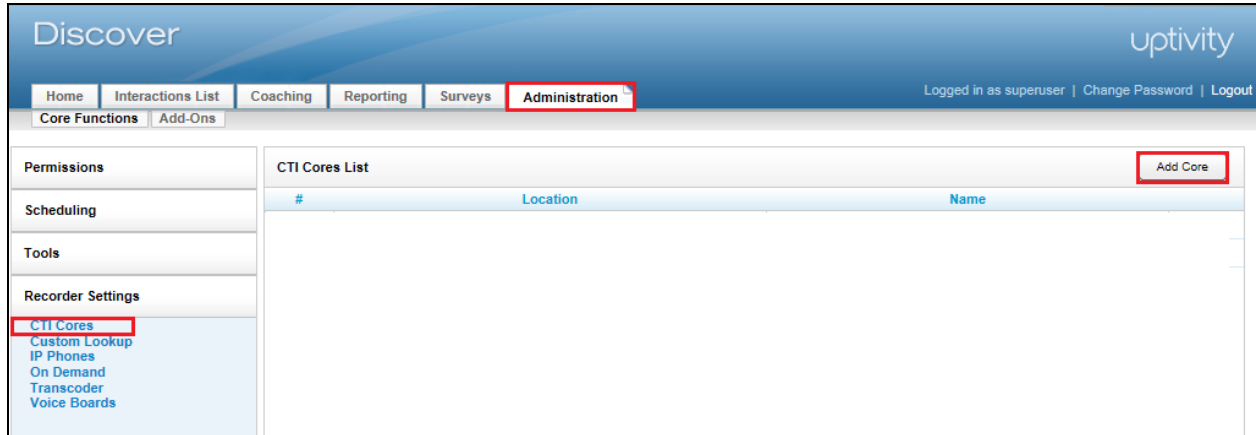 Discover
uptivity
Home Interactions List Coaching Reporting Surveys Administration Logged in as superuser | Change Password | Logout
Core Functions Add-Ons
Permissions
Scheduling
Tools
Recorder Settings
CTI Cores
Custom Lookup
IP Phones
On Demand
Transcoder
Voice Boards
CTI Cores List Add Core
# Location Name